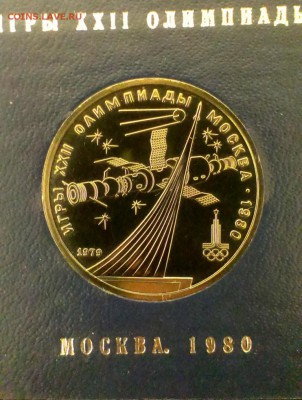 COINS.LAVE.RU
ИГРЫ XXII ОЛИМПИАДЫ
ИГРЫ XXII ОЛИМПИАДЫ МОСКВА·1980
1979
МОСКВА. 1980